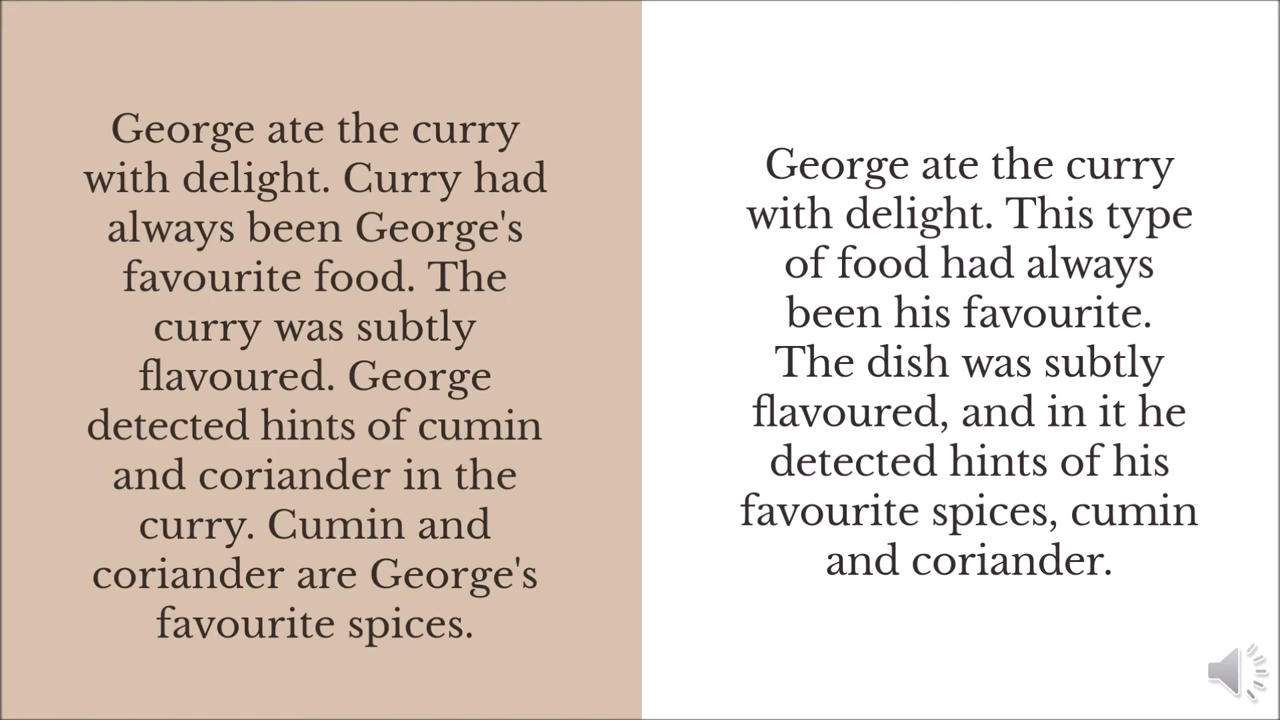 George ate the curry
with delight. Curry had
always been George's
favourite food. The
curry was subtly
flavoured. George
detected hints of cumin
and coriander in the
curry. Cumin and
coriander are George's
favourite spices.
George ate the curry
with delight. This type
of food had always
been his favourite.
The dish was subtly
flavoured, and in it he
detected hints of his
favourite spices, cumin
and coriander.